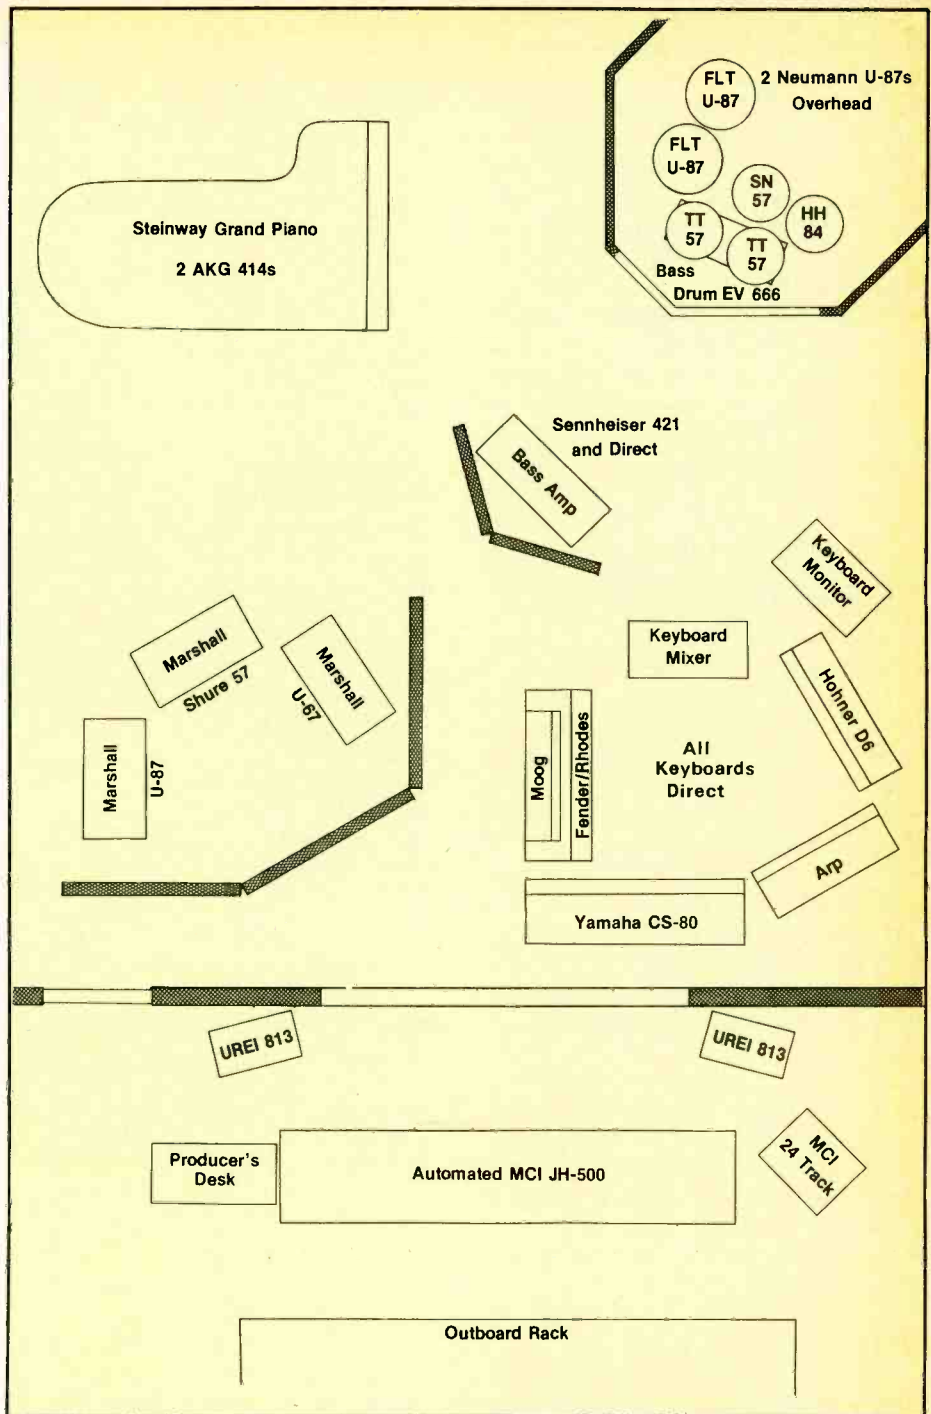 FLT
U-87
2 Neumann U-87s
Overhead
FLT
U-87
SN
57
HH
84
TT
57
TT
57
Bass
Drum EV 666
Steinway Grand Piano
2 AKG 414s
Sennheiser 421
and Direct
Bass Amp
Keyboard
Monitor
Marshall
Shure 57
Marshall
U-67
Marshall
U-87
Keyboard
Mixer
Hohner D6
Moog
Fender/Rhodes
All
Keyboards
Direct
Arp
Yamaha CS-80
UREI 813
UREI 813
Producer's
Desk
Automated MCI JH-500
MCI
24 Track
Outboard Rack